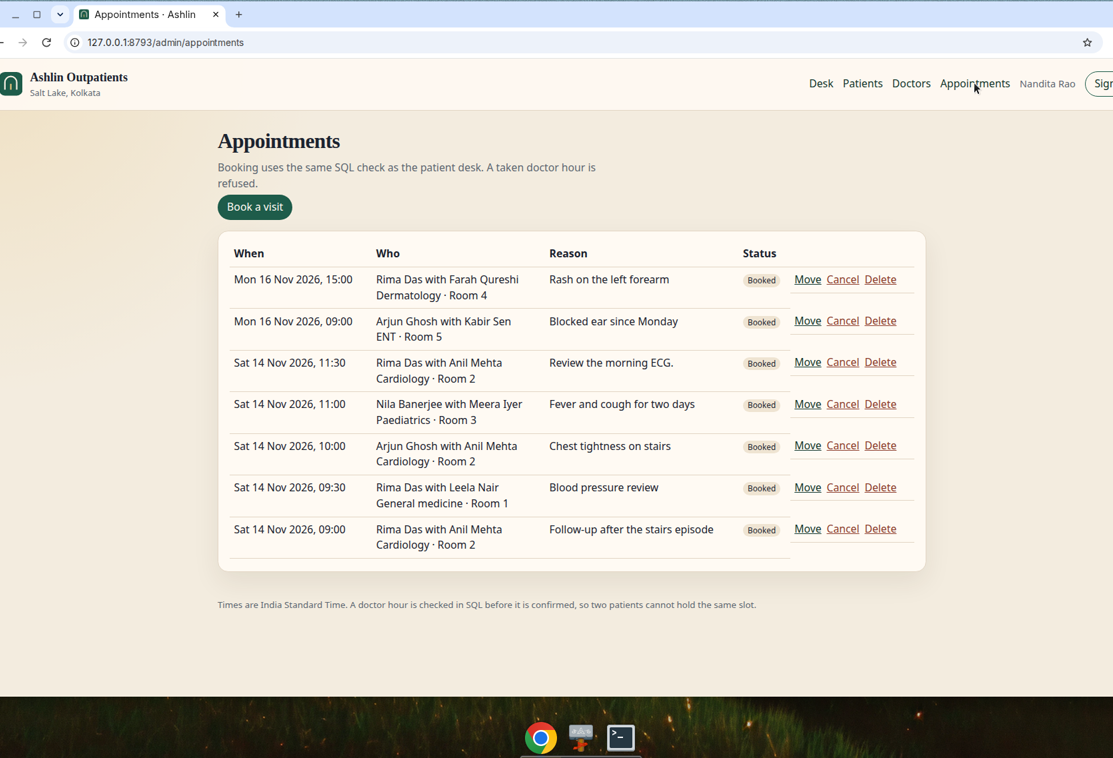 Appointments · Ashlin
127.0.0.1:8793/admin/appointments
Ashlin Outpatients
Salt Lake, Kolkata
Desk Patients Doctors Appointments Nandita Rao Sign
Appointments
Booking uses the same SQL check as the patient desk. A taken doctor hour is
refused.
Book a visit
When Who Reason Status
Mon 16 Nov 2026, 15:00 Rima Das with Farah Qureshi Rash on the left forearm Booked Move Cancel Delete
Dermatology · Room 4
Mon 16 Nov 2026, 09:00 Arjun Ghosh with Kabir Sen Blocked ear since Monday Booked Move Cancel Delete
ENT · Room 5
Sat 14 Nov 2026, 11:30 Rima Das with Anil Mehta Review the morning ECG. Booked Move Cancel Delete
Cardiology · Room 2
Sat 14 Nov 2026, 11:00 Nila Banerjee with Meera Iyer Fever and cough for two days Booked Move Cancel Delete
Paediatrics · Room 3
Sat 14 Nov 2026, 10:00 Arjun Ghosh with Anil Mehta Chest tightness on stairs Booked Move Cancel Delete
Cardiology · Room 2
Sat 14 Nov 2026, 09:30 Rima Das with Leela Nair Blood pressure review Booked Move Cancel Delete
General medicine · Room 1
Sat 14 Nov 2026, 09:00 Rima Das with Anil Mehta Follow-up after the stairs episode Booked Move Cancel Delete
Cardiology · Room 2
Times are India Standard Time. A doctor hour is checked in SQL before it is confirmed, so two patients cannot hold the same slot.